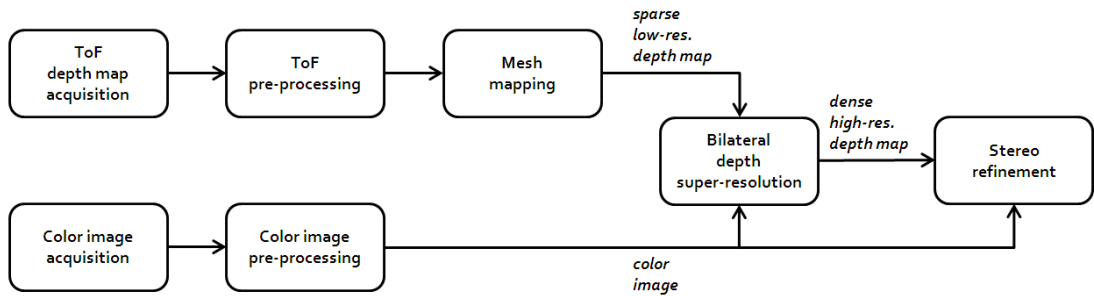 ToF
depth map
acquisition
ToF
pre-processing
Mesh
mapping
sparse
low-res.
depth map
Bilateral
depth
super-resolution
dense
high-res.
depth map
Stereo
refinement
Color image
acquisition
Color image
pre-processing
color
image